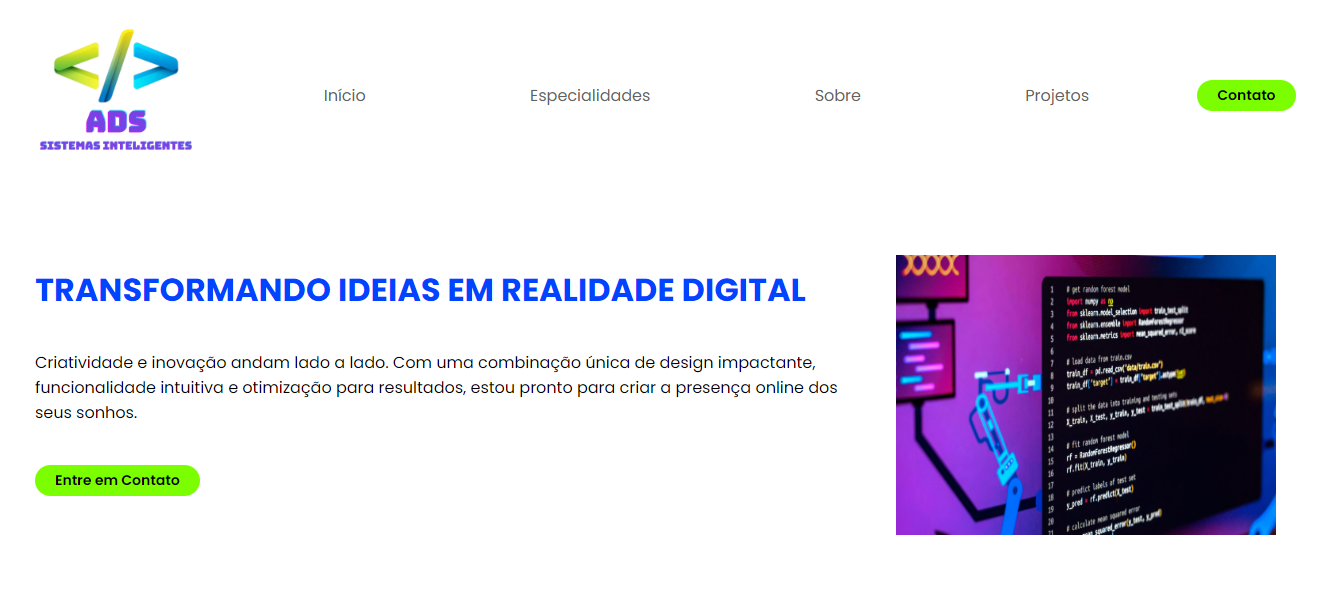 ADS
SISTEMAS INTELIGENTES
Início
Especialidades
Sobre
Projetos
Contato
TRANSFORMANDO IDEIAS EM REALIDADE DIGITAL
Criatividade e inovação andam lado a lado. Com uma combinação única de design impactante,
funcionalidade intuitiva e otimização para resultados, estou pronto para criar a presença online dos
seus sonhos.
Entre em Contato
1 # get random forest model
2 import numpy as np
3 from sklearn.model_selection import train_test_split
4 from sklearn.ensemble import RandomForestRegressor
5 from sklearn.metrics import mean_squared_error, r2_score
6
7 # load data from train.csv
8 train_df = pd.read_csv("data/train.csv")
9 train_df["target"] = train_df["target"].astype(int)
10
11 # split the data into training and testing sets
12 X_train, X_test, y_train, y_test = train_test_split(train_df,
13
14 # fit random forest model
15 rf = RandomForestRegressor()
16 rf.fit(X_train, y_train)
17
18 # predict labels of test set
19 y_pred = rf.predict(X_test)
20
21 # calculate mean squared error
mean_squared_error(y_test, y_pred)